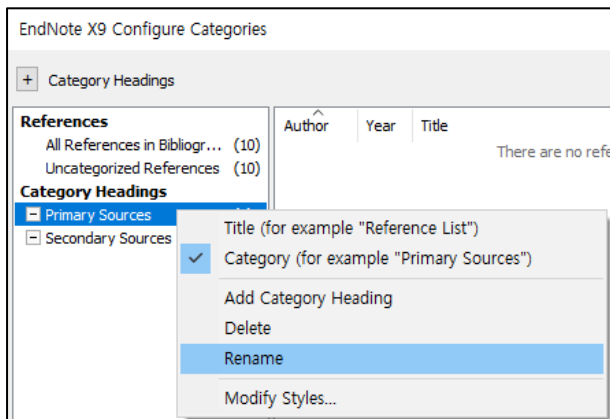 EndNote X9 Configure Categories
+ Category Headings
References
All References in Bibliogr... (10)
Uncategorized References (10)
Category Headings
Primary Sources
Secondary Sources
Author Year Title
There are no refe
Title (for example "Reference List")
Category (for example "Primary Sources")
Add Category Heading
Delete
Rename
Modify Styles...